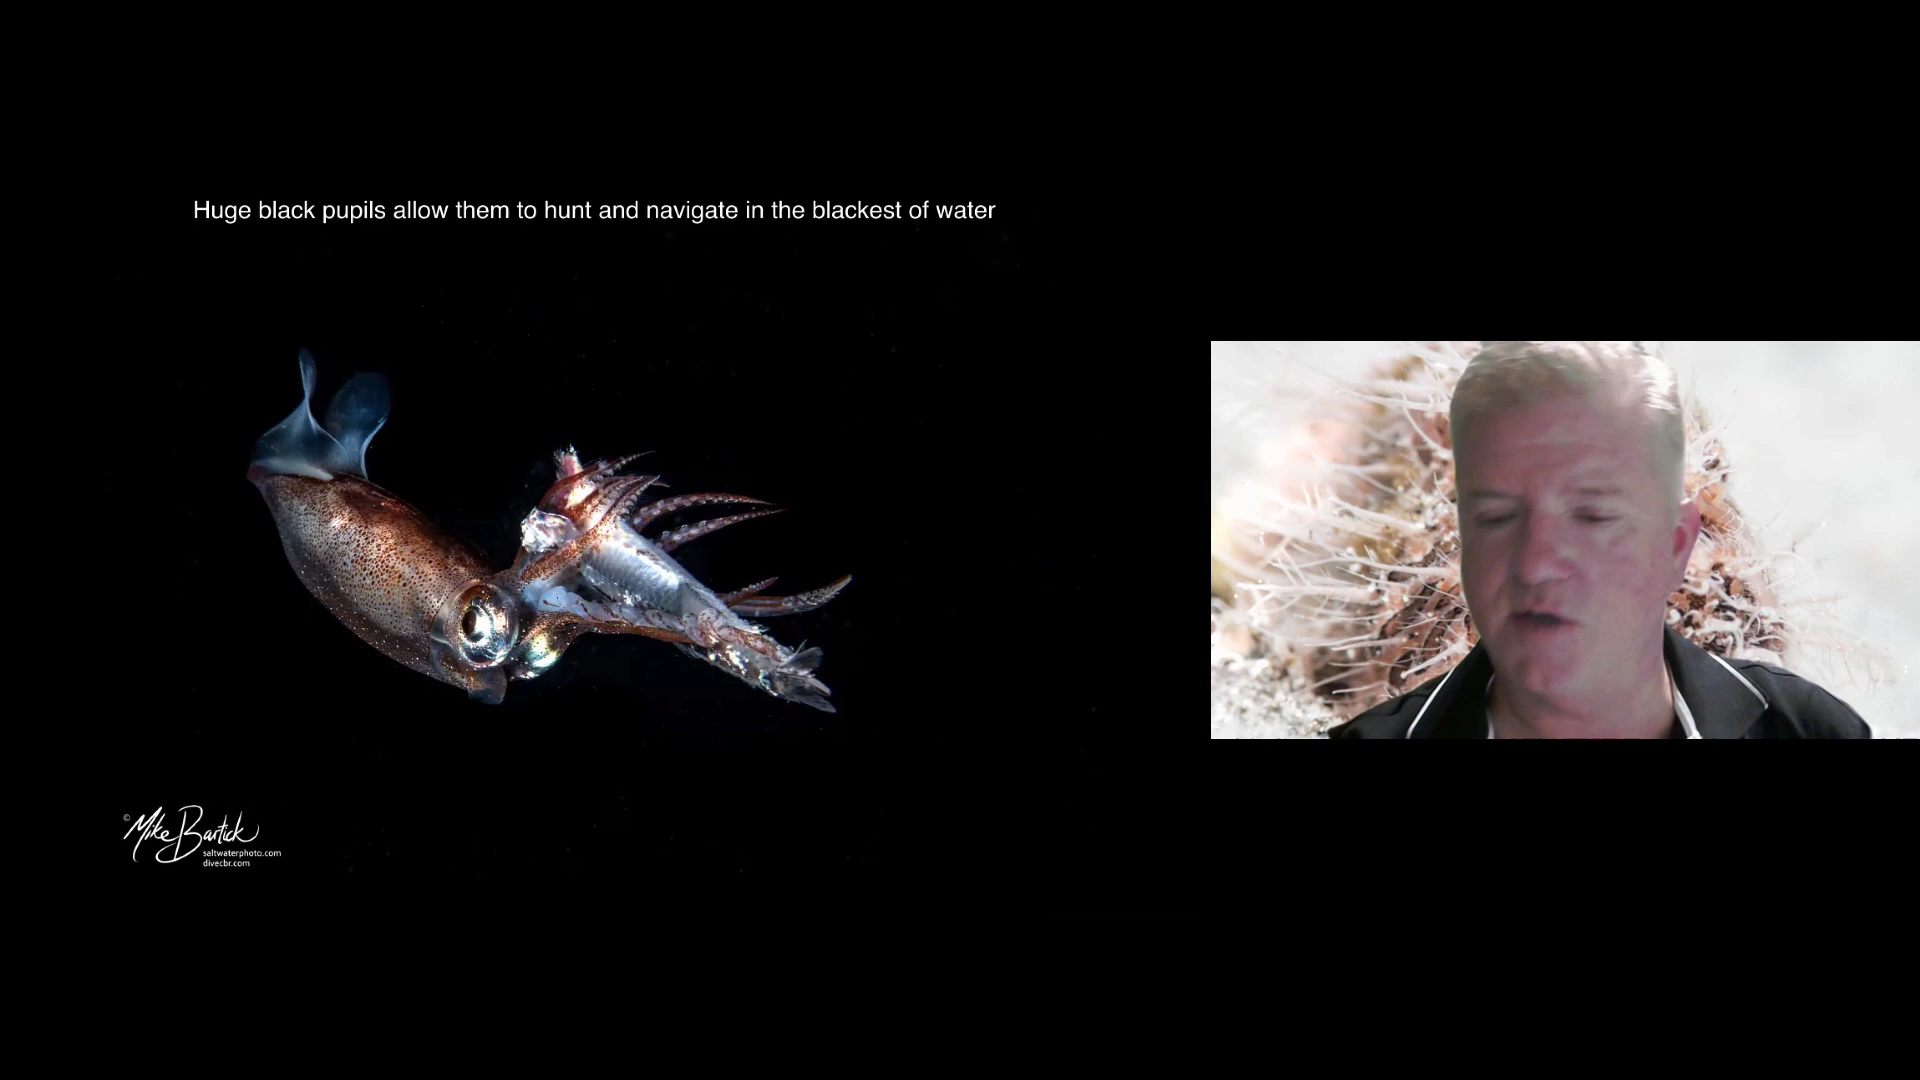 Huge black pupils allow them to hunt and navigate in the blackest of water
© Mike Bartick
saltwaterphoto.com
divecbr.com